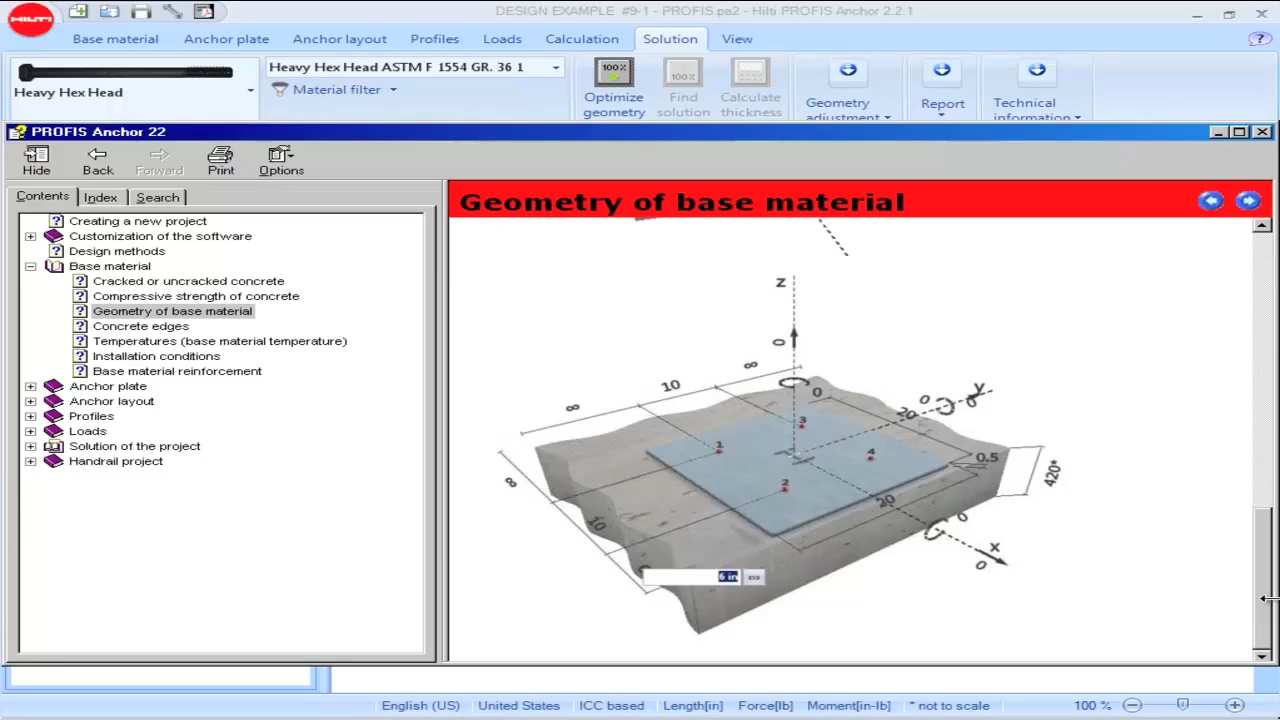 DESIGN EXAMPLE #9-1 - PROFIS.pa2 - Hilti PROFIS Anchor 2.2.1
HILTI
Base material Anchor plate Anchor layout Profiles Loads Calculation Solution View
Heavy Hex Head
Heavy Hex Head ASTM F 1554 GR. 36 1
Material filter
100%
Optimize geometry
100%
Find solution
Calculate thickness
Geometry adjustment
Report
Technical information
PROFIS Anchor 22
Hide Back Forward Print Options
Contents Index Search
Creating a new project
Customization of the software
Design methods
Base material
Cracked or uncracked concrete
Compressive strength of concrete
Geometry of base material
Concrete edges
Temperatures (base material temperature)
Installation conditions
Base material reinforcement
Anchor plate
Anchor layout
Profiles
Loads
Solution of the project
Handrail project
Geometry of base material
z
0
∞
10
∞
0
0
y
0
20
3
1
4
0.5
420*
2
20
∞
10
0
x
0
6 in
∞
English (US) United States ICC based Length[in] Force[lb] Moment[in-lb] * not to scale 100 %